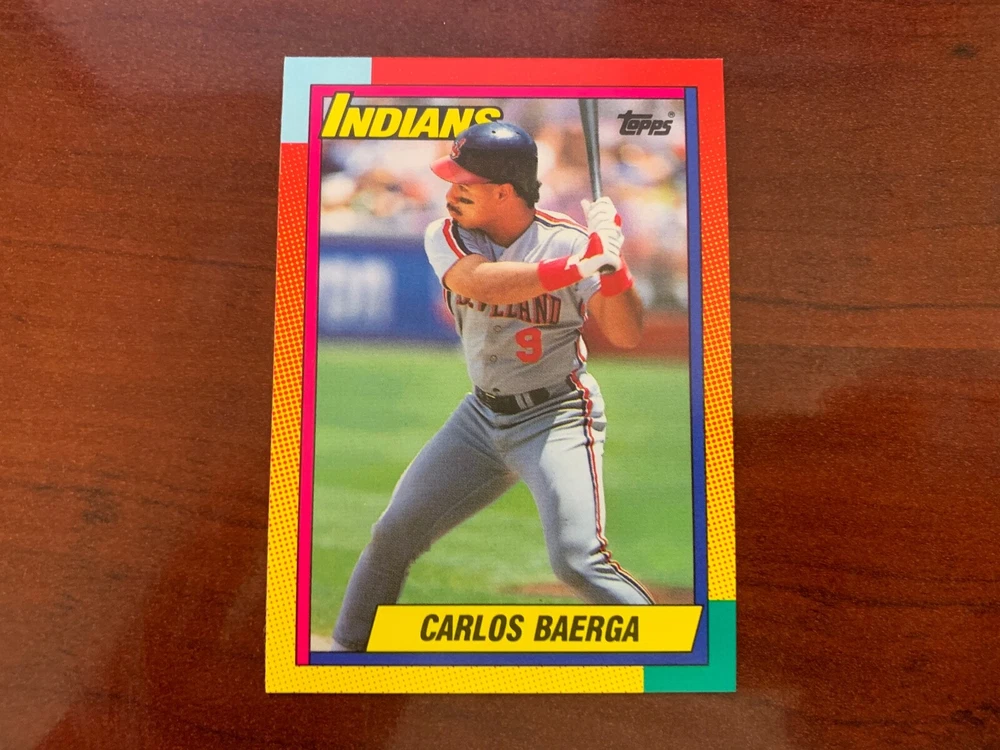 INDIANS
topps®
CLEVELAND
9
CARLOS BAERGA